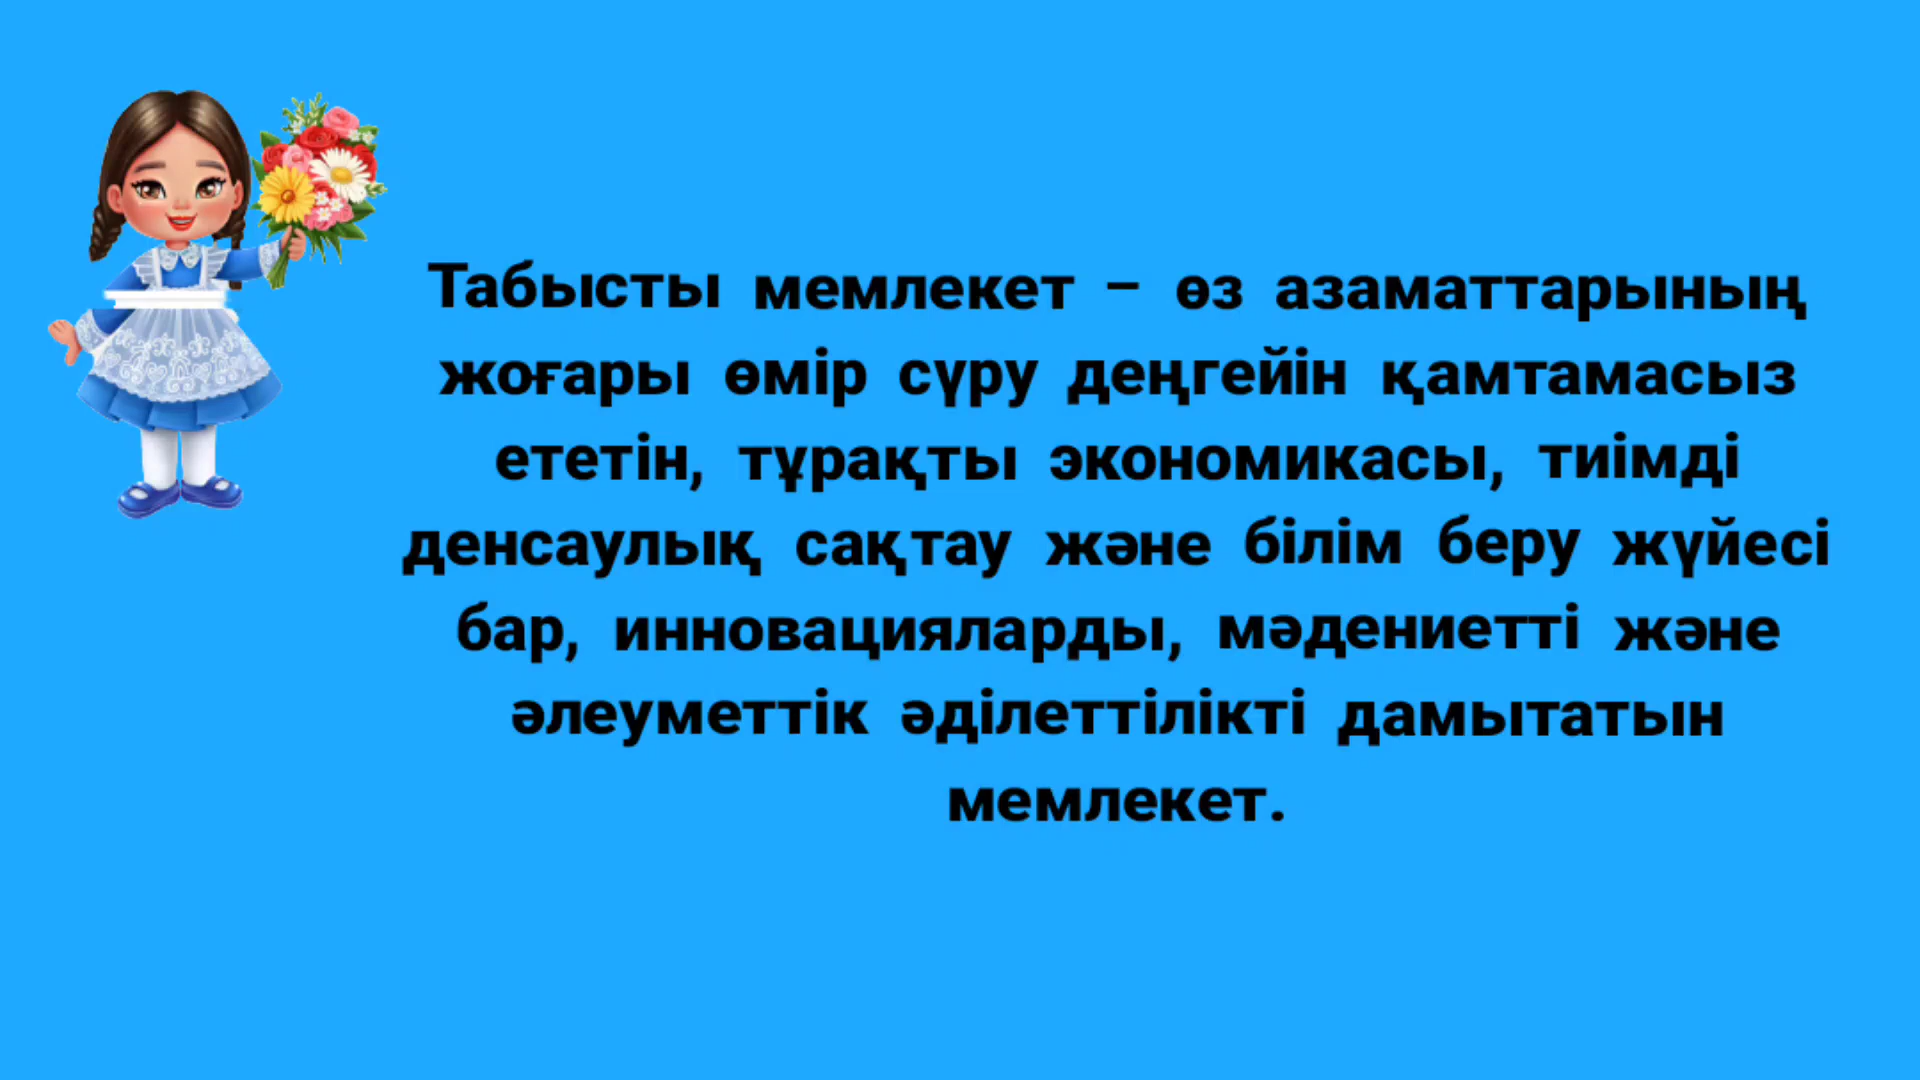 Табысты мемлекет – өз азаматтарының
жоғары өмір сүру деңгейін қамтамасыз
ететін, тұрақты экономикасы, тиімді
денсаулық сақтау және білім беру жүйесі
бар, инновацияларды, мәдениетті және
әлеуметтік әділеттілікті дамытатын
мемлекет.